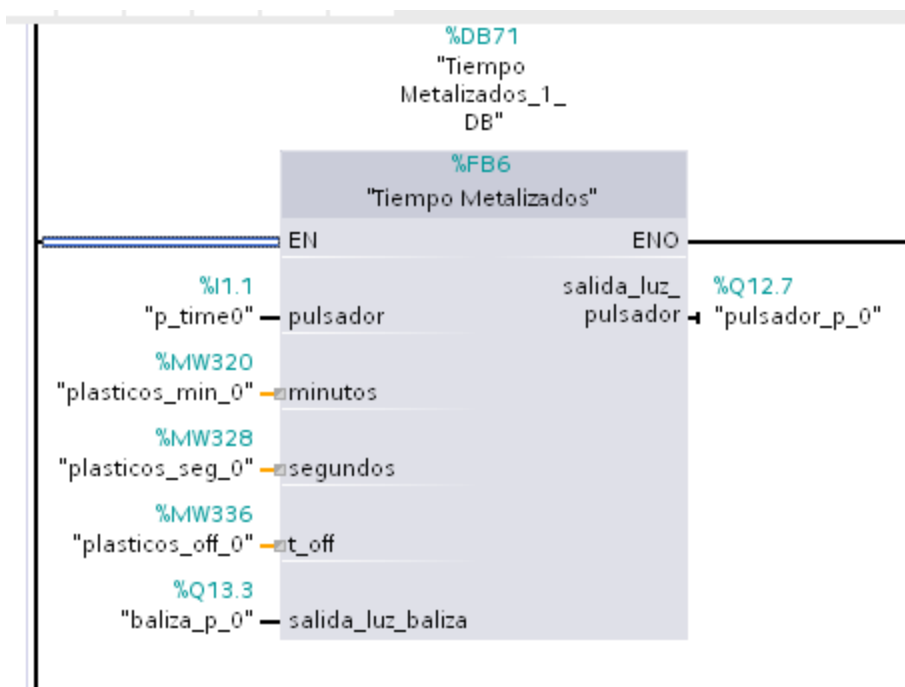 %DB71
"Tiempo
Metalizados_1_
DB"
%FB6
"Tiempo Metalizados"
EN
ENO
%I1.1
"p_time0"
pulsador
salida_luz_
pulsador
%Q12.7
"pulsador_p_0"
%MW320
"plasticos_min_0"
minutos
%MW328
"plasticos_seg_0"
segundos
%MW336
"plasticos_off_0"
t_off
%Q13.3
"baliza_p_0"
salida_luz_baliza